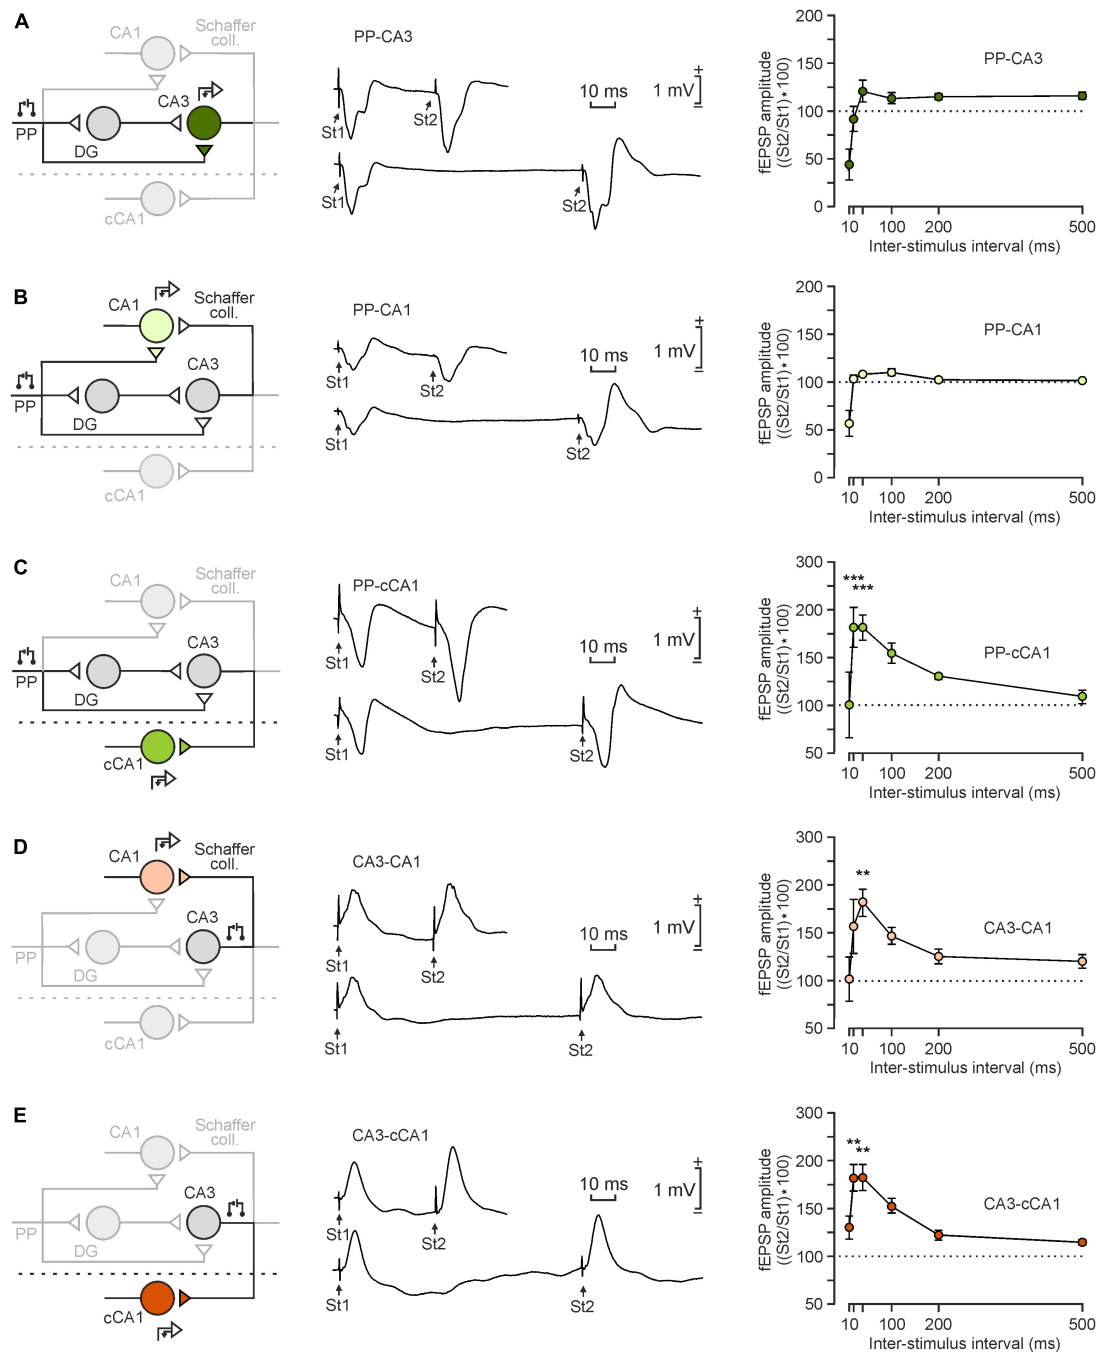 A
CA1
Schaffer
coll.
CA3
PP
DG
cCA1
PP-CA3
St1
St2
10 ms
1 mV
+
–
St1
St2
fEPSP amplitude
((St2/St1)*100)
200
150
100
50
0
PP-CA3
10 100 200 500
Inter-stimulus interval (ms)
B
CA1
Schaffer
coll.
CA3
PP
DG
cCA1
PP-CA1
St1
St2
10 ms
1 mV
+
–
St1
St2
fEPSP amplitude
((St2/St1)*100)
200
150
100
50
0
PP-CA1
10 100 200 500
Inter-stimulus interval (ms)
C
CA1
Schaffer
coll.
CA3
PP
DG
cCA1
PP-cCA1
St1
St2
10 ms
1 mV
+
–
St1
St2
fEPSP amplitude
((St2/St1)*100)
300
200
150
100
50
***
***
PP-cCA1
10 100 200 500
Inter-stimulus interval (ms)
D
CA1
Schaffer
coll.
CA3
PP
DG
cCA1
CA3-CA1
St1
St2
10 ms
1 mV
+
–
St1
St2
fEPSP amplitude
((St2/St1)*100)
300
200
150
100
50
**
CA3-CA1
10 100 200 500
Inter-stimulus interval (ms)
E
CA1
Schaffer
coll.
CA3
PP
DG
cCA1
CA3-cCA1
St1
St2
10 ms
1 mV
+
–
St1
St2
fEPSP amplitude
((St2/St1)*100)
300
200
150
100
50
**
**
CA3-cCA1
10 100 200 500
Inter-stimulus interval (ms)